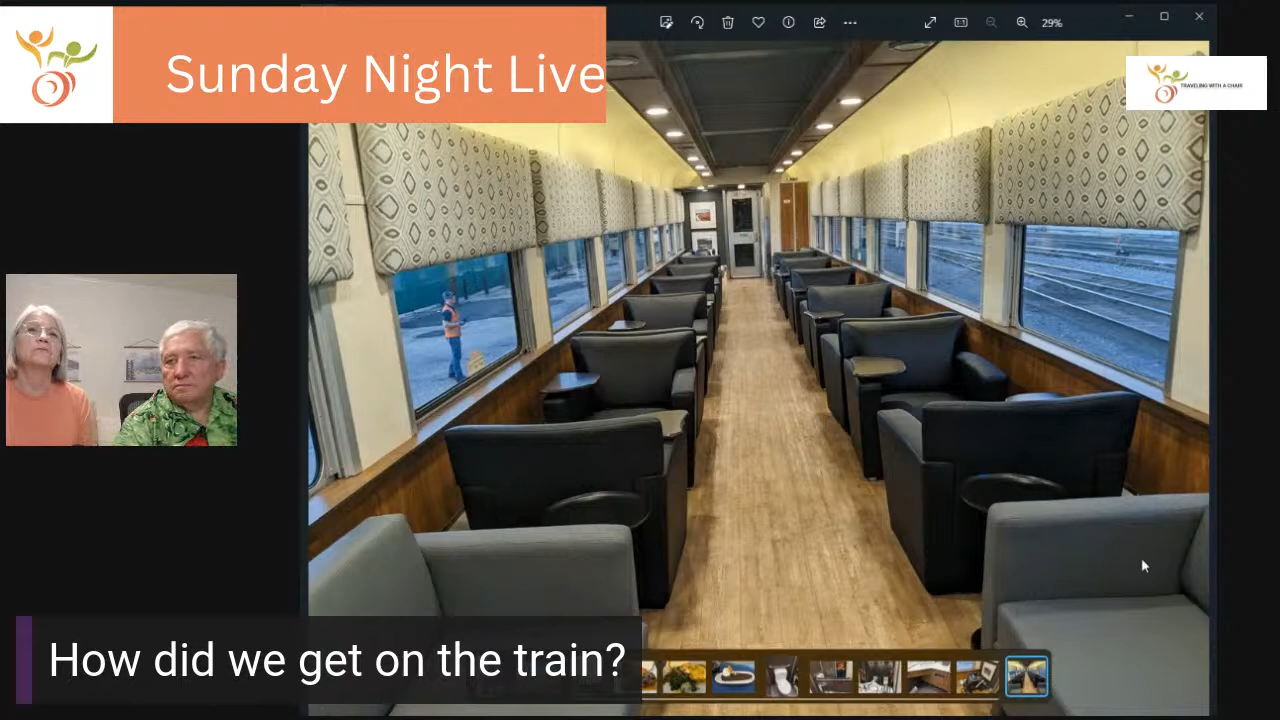 Sunday Night Live
29%
TRAVELING WITH A CHAIR
How did we get on the train?